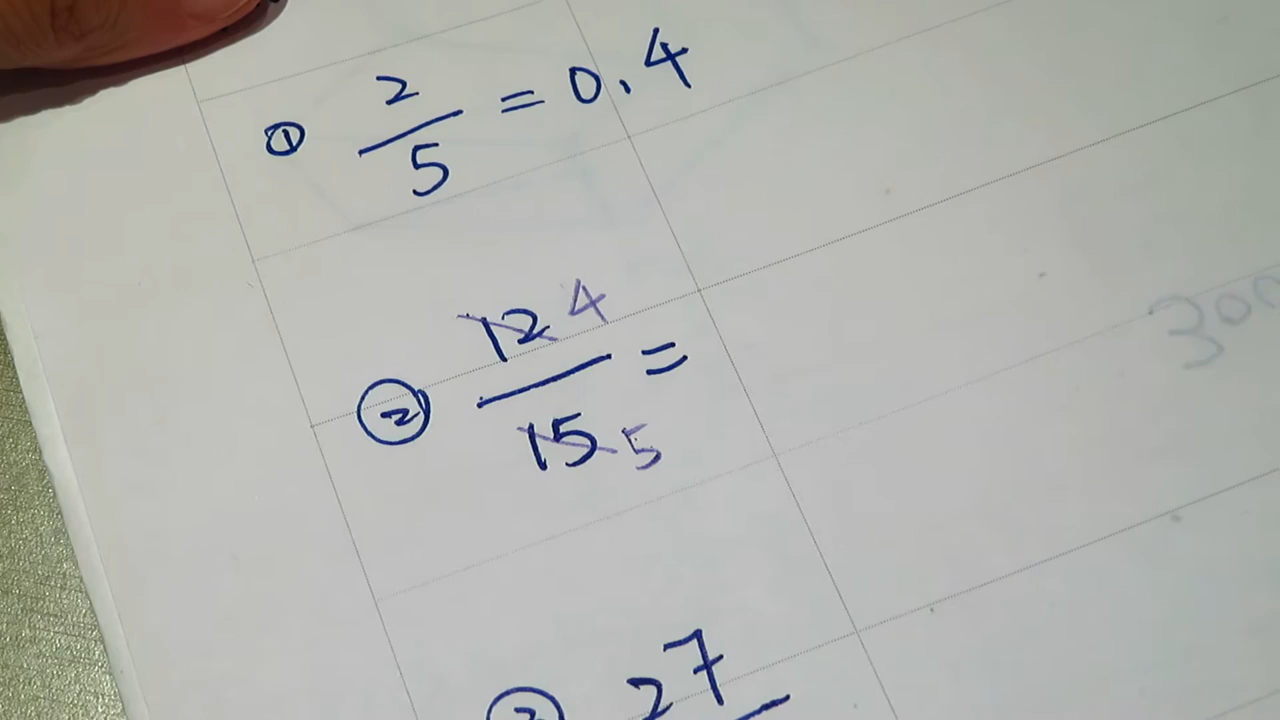 ① 2/5 = 0.4
② 12 4/15 5 =
27
300